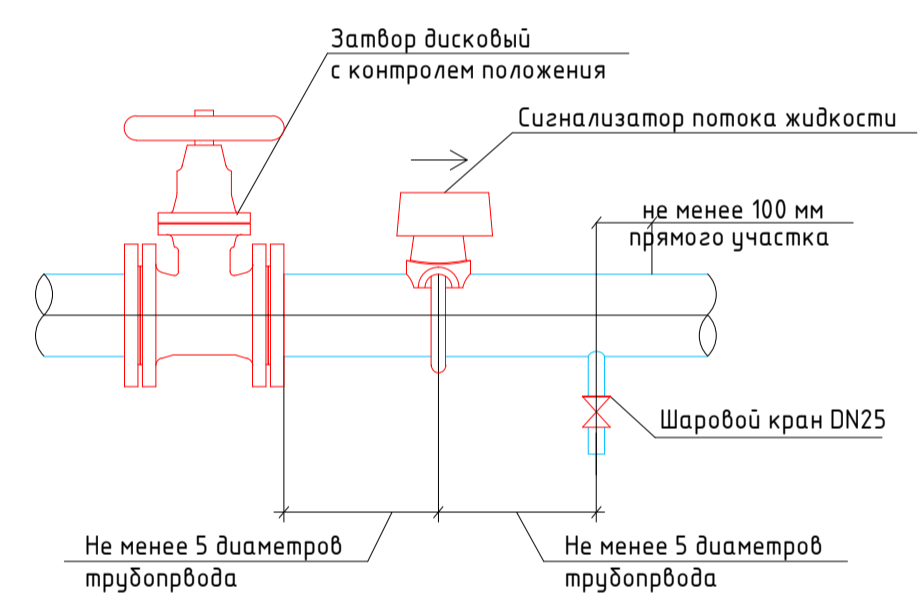 Затвор дисковый
с контролем положения
Сигнализатор потока жидкости
не менее 100 мм
прямого участка
Шаровой кран DN25
Не менее 5 диаметров
трубопрвода
Не менее 5 диаметров
трубопрвода